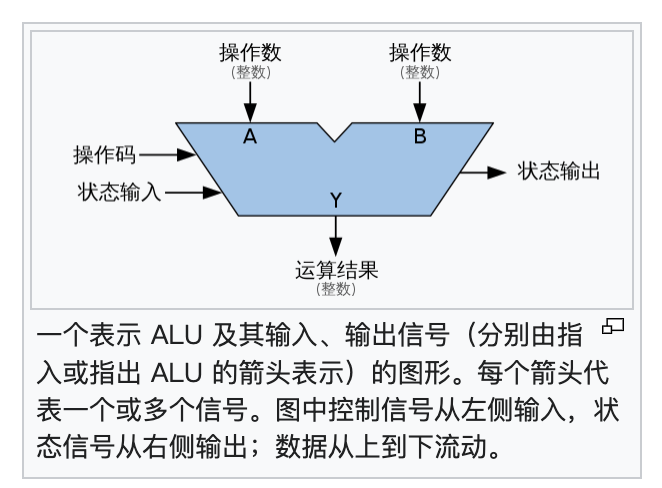 操作数 操作数
(整数) (整数)
A B
操作码
状态输入
状态输出
Y
运算结果
(整数)
一个表示 ALU 及其输入、输出信号（分别由指
入或指出 ALU 的箭头表示）的图形。每个箭头代
表一个或多个信号。图中控制信号从左侧输入，状
态信号从右侧输出；数据从上到下流动。